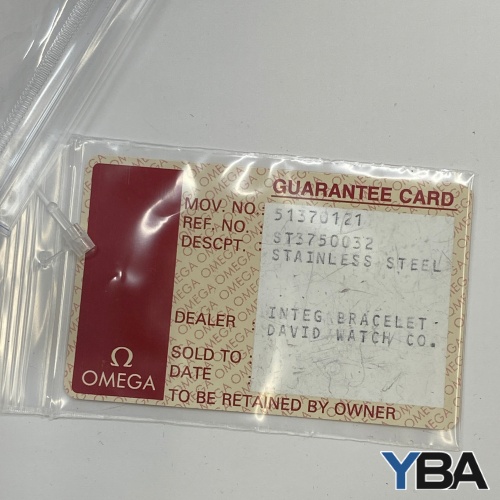 GUARANTEE CARD
MOV. NO.: 51370121
REF. NO. : ST3750032
DESCPT. : STAINLESS STEEL
INTEG BRACELET-
DEALER : DAVID WATCH CO.
SOLD TO :
DATE :
TO BE RETAINED BY OWNER
Ω
OMEGA
YBA